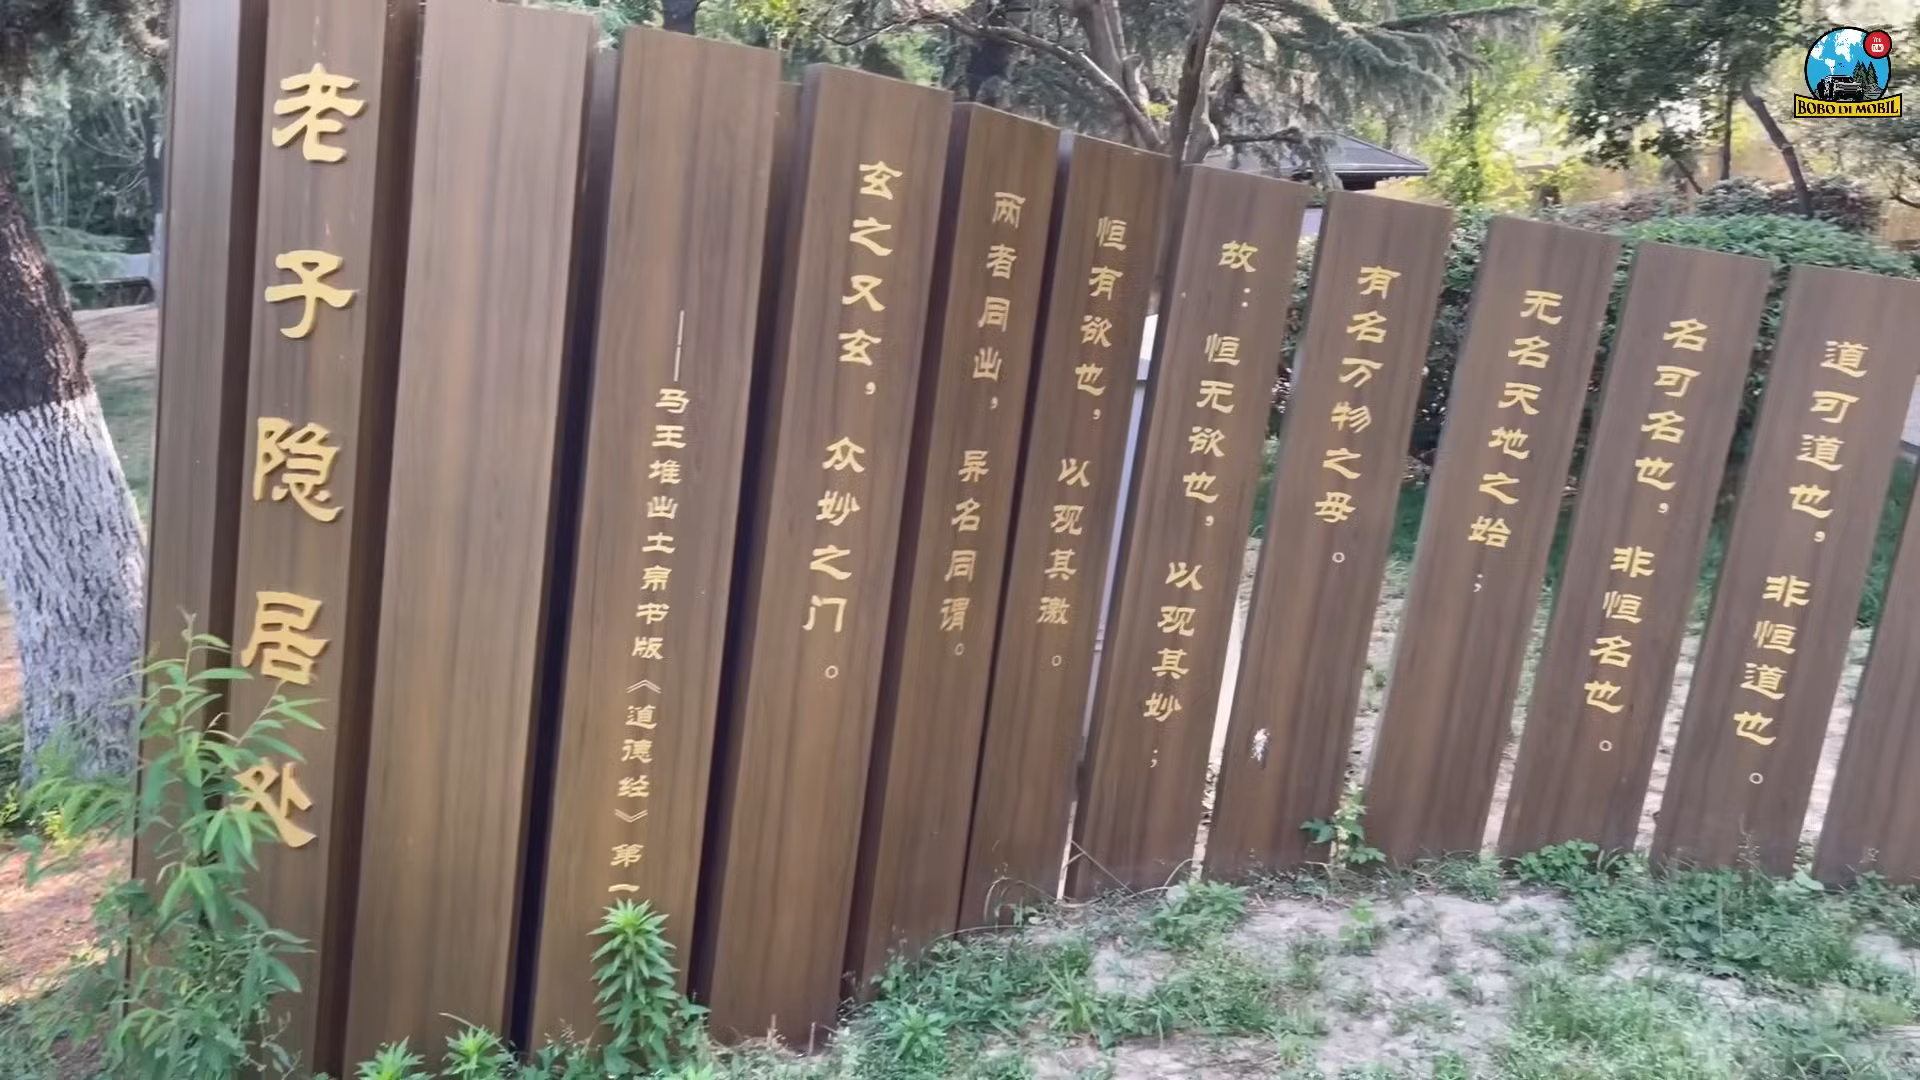 道可道也，非恒道也。
名可名也，非恒名也。
无名天地之始；
有名万物之母。
故：恒无欲也，以观其妙；
恒有欲也，以观其徼。
两者同出，异名同谓。
玄之又玄，众妙之门。
——马王堆出土帛书版《道德经》第一
老子隐居处
BOBO DI MOBIL